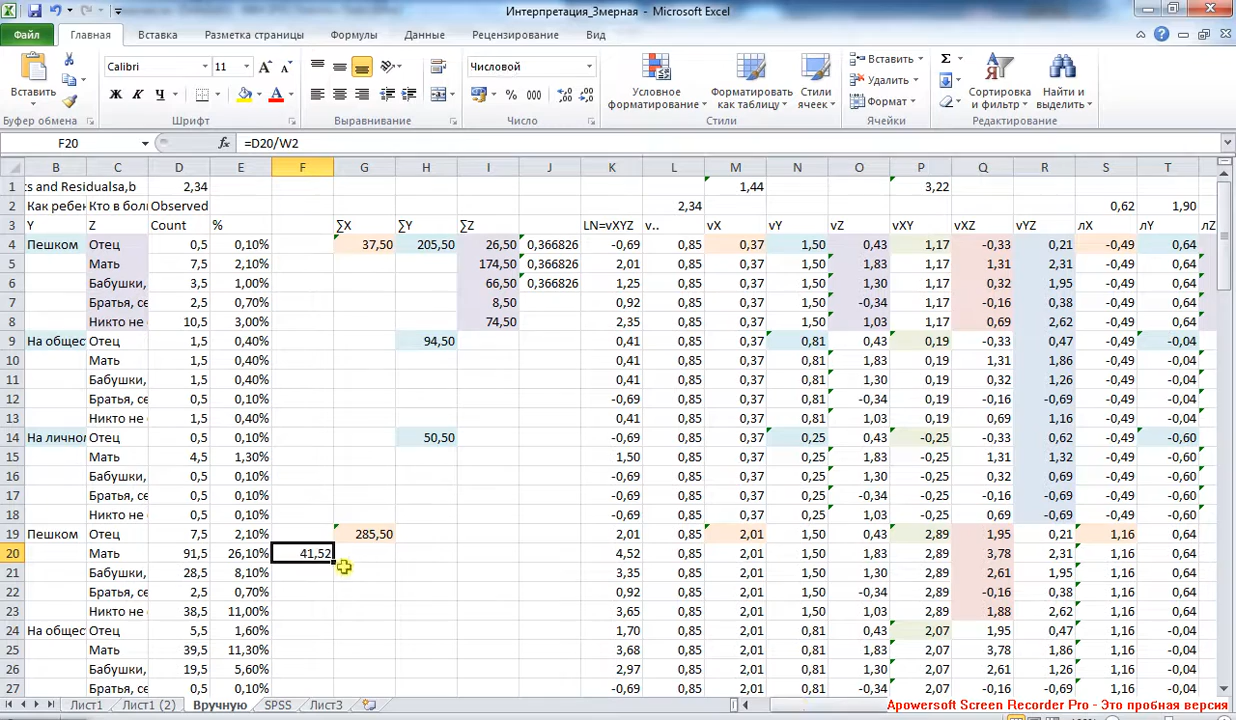 Интерпретация_3мерная - Microsoft Excel
Файл Главная Вставка Разметка страницы Формулы Данные Рецензирование Вид
Вставить Calibri 11 Числовой Условное форматирование Форматировать как таблицу Стили ячеек Вставить Удалить Формат Сортировка и фильтр Найти и выделить
Ж К Ч % 000
Буфер обмена Шрифт Выравнивание Число Стили Ячейки Редактирование
F20 fx =D20/W2
B C D E F G H I J K L M N O P Q R S T
1 ts and Residualsa,b 2,34 1,44 3,22
2 Как ребен Кто в бол Observed 2,34 0,62 1,90
3 Y Z Count % ∑X ∑Y ∑Z LN=vXYZ v.. vX vY vZ vXY vXZ vYZ лX лY лZ
4 Пешком Отец 0,5 0,10% 37,50 205,50 26,50 0,366826 -0,69 0,85 0,37 1,50 0,43 1,17 -0,33 0,21 -0,49 0,64
5 Мать 7,5 2,10% 174,50 0,366826 2,01 0,85 0,37 1,50 1,83 1,17 1,31 2,31 -0,49 0,64
6 Бабушки, 3,5 1,00% 66,50 0,366826 1,25 0,85 0,37 1,50 1,30 1,17 0,32 1,95 -0,49 0,64
7 Братья, се 2,5 0,70% 8,50 0,92 0,85 0,37 1,50 -0,34 1,17 -0,16 0,38 -0,49 0,64
8 Никто не 10,5 3,00% 74,50 2,35 0,85 0,37 1,50 1,03 1,17 0,69 2,62 -0,49 0,64
9 На общес Отец 1,5 0,40% 94,50 0,41 0,85 0,37 0,81 0,43 0,19 -0,33 0,47 -0,49 -0,04
10 Мать 1,5 0,40% 0,41 0,85 0,37 0,81 1,83 0,19 1,31 1,86 -0,49 -0,04
11 Бабушки, 1,5 0,40% 0,41 0,85 0,37 0,81 1,30 0,19 0,32 1,26 -0,49 -0,04
12 Братья, се 0,5 0,10% -0,69 0,85 0,37 0,81 -0,34 0,19 -0,16 -0,69 -0,49 -0,04
13 Никто не 1,5 0,40% 0,41 0,85 0,37 0,81 1,03 0,19 0,69 1,16 -0,49 -0,04
14 На личног Отец 0,5 0,10% 50,50 -0,69 0,85 0,37 0,25 0,43 -0,25 -0,33 0,62 -0,49 -0,60
15 Мать 4,5 1,30% 1,50 0,85 0,37 0,25 1,83 -0,25 1,31 1,32 -0,49 -0,60
16 Бабушки, 0,5 0,10% -0,69 0,85 0,37 0,25 1,30 -0,25 0,32 0,69 -0,49 -0,60
17 Братья, се 0,5 0,10% -0,69 0,85 0,37 0,25 -0,34 -0,25 -0,16 -0,69 -0,49 -0,60
18 Никто не 0,5 0,10% -0,69 0,85 0,37 0,25 1,03 -0,25 0,69 -0,69 -0,49 -0,60
19 Пешком Отец 7,5 2,10% 285,50 2,01 0,85 2,01 1,50 0,43 2,89 1,95 0,21 1,16 0,64
20 Мать 91,5 26,10% 41,52 4,52 0,85 2,01 1,50 1,83 2,89 3,78 2,31 1,16 0,64
21 Бабушки, 28,5 8,10% 3,35 0,85 2,01 1,50 1,30 2,89 2,61 1,95 1,16 0,64
22 Братья, се 2,5 0,70% 0,92 0,85 2,01 1,50 -0,34 2,89 -0,16 0,38 1,16 0,64
23 Никто не 38,5 11,00% 3,65 0,85 2,01 1,50 1,03 2,89 1,88 2,62 1,16 0,64
24 На общес Отец 5,5 1,60% 1,70 0,85 2,01 0,81 0,43 2,07 1,95 0,47 1,16 -0,04
25 Мать 39,5 11,30% 3,68 0,85 2,01 0,81 1,83 2,07 3,78 1,86 1,16 -0,04
26 Бабушки, 19,5 5,60% 2,97 0,85 2,01 0,81 1,30 2,07 2,61 1,26 1,16 -0,04
27 Братья, се 0,5 0,10% -0,69 0,85 2,01 0,81 -0,34 2,07 -0,16 -0,69 1,16 -0,04
Лист1 Лист1 (2) Вручную SPSS Лист3
Apowersoft Screen Recorder Pro - Это пробная версия